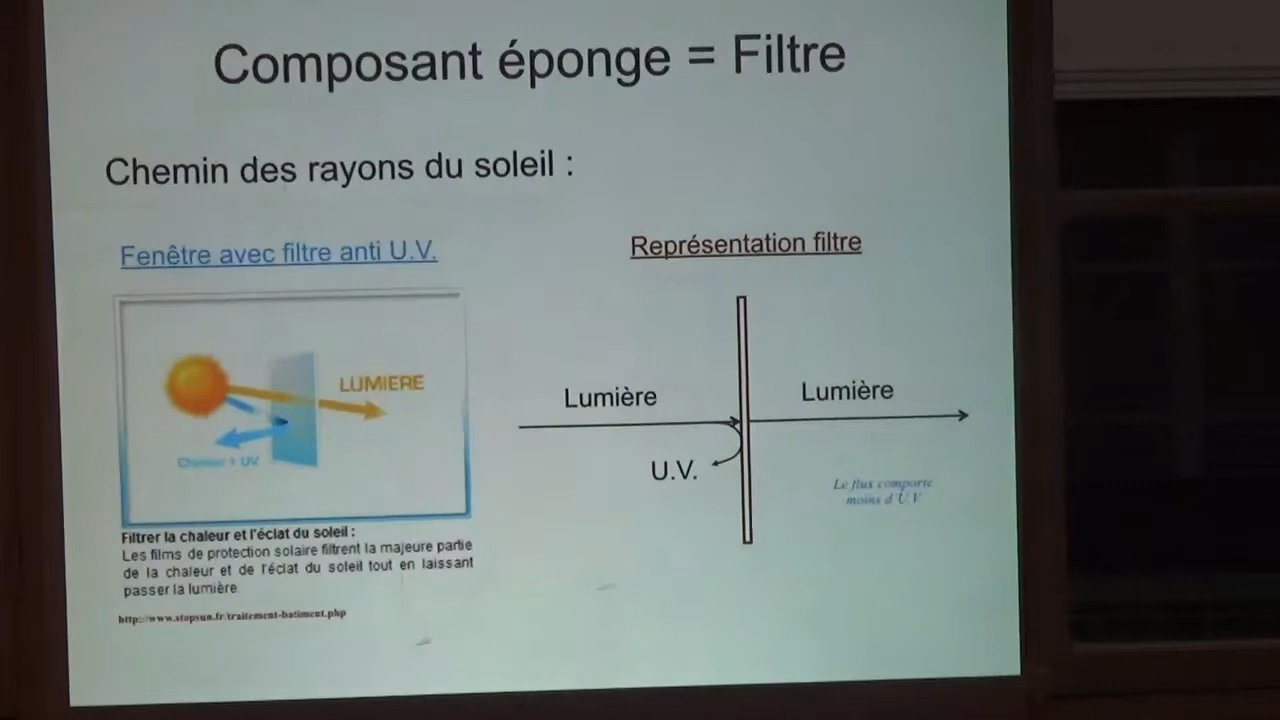 Composant éponge = Filtre
Chemin des rayons du soleil :
Fenêtre avec filtre anti U.V.
LUMIERE
Chaleur + UV
Filtrer la chaleur et l'éclat du soleil :
Les films de protection solaire filtrent la majeure partie
de la chaleur et de l'éclat du soleil tout en laissant
passer la lumière.
http://www.stopsun.fr/traitement-batiment.php
Représentation filtre
Lumière
Lumière
U.V.
Le flux comporte
moins d'U.V